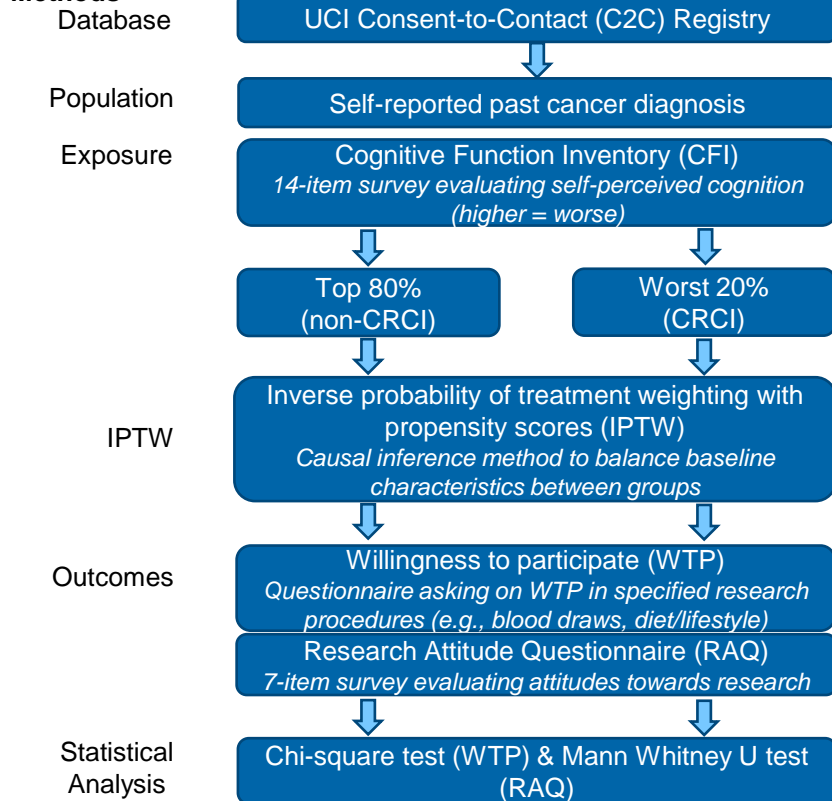 Database
UCI Consent-to-Contact (C2C) Registry
Population
Self-reported past cancer diagnosis
Exposure
Cognitive Function Inventory (CFI)
14-item survey evaluating self-perceived cognition
(higher = worse)
Top 80%
(non-CRCI)
Worst 20%
(CRCI)
IPTW
Inverse probability of treatment weighting with
propensity scores (IPTW)
Causal inference method to balance baseline
characteristics between groups
Outcomes
Willingness to participate (WTP)
Questionnaire asking on WTP in specified research
procedures (e.g., blood draws, diet/lifestyle)
Research Attitude Questionnaire (RAQ)
7-item survey evaluating attitudes towards research
Statistical
Analysis
Chi-square test (WTP) & Mann Whitney U test
(RAQ)